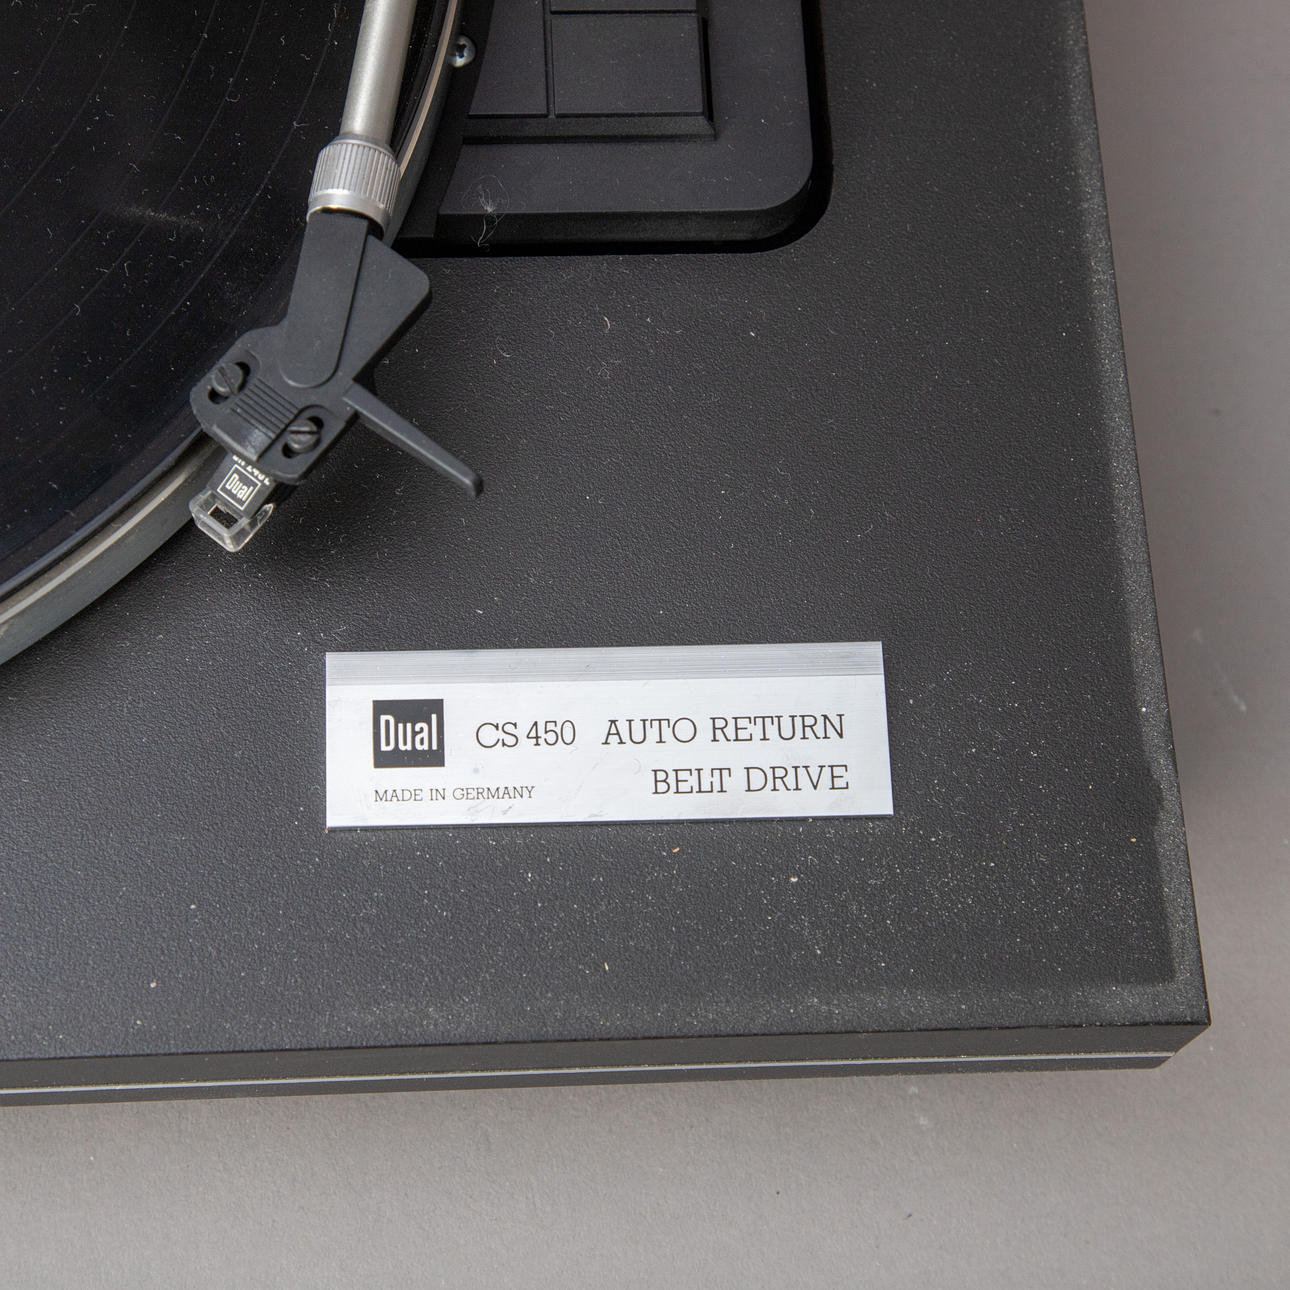 Dual
Dual CS 450 AUTO RETURN
BELT DRIVE
MADE IN GERMANY